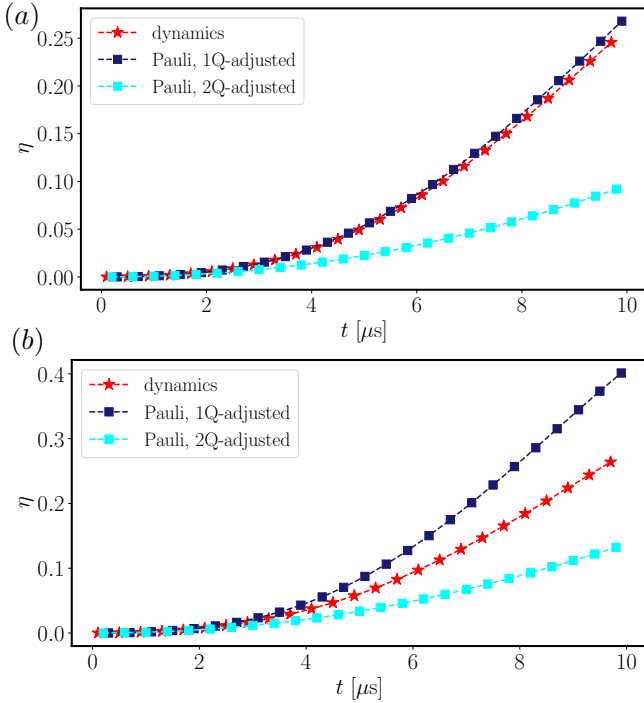 (a)
dynamics
Pauli, 1Q-adjusted
Pauli, 2Q-adjusted
0.25
0.20
0.15
0.10
0.05
0.00
η
0 2 4 6 8 10
t [μs]
(b)
dynamics
Pauli, 1Q-adjusted
Pauli, 2Q-adjusted
0.4
0.3
0.2
0.1
0.0
η
0 2 4 6 8 10
t [μs]